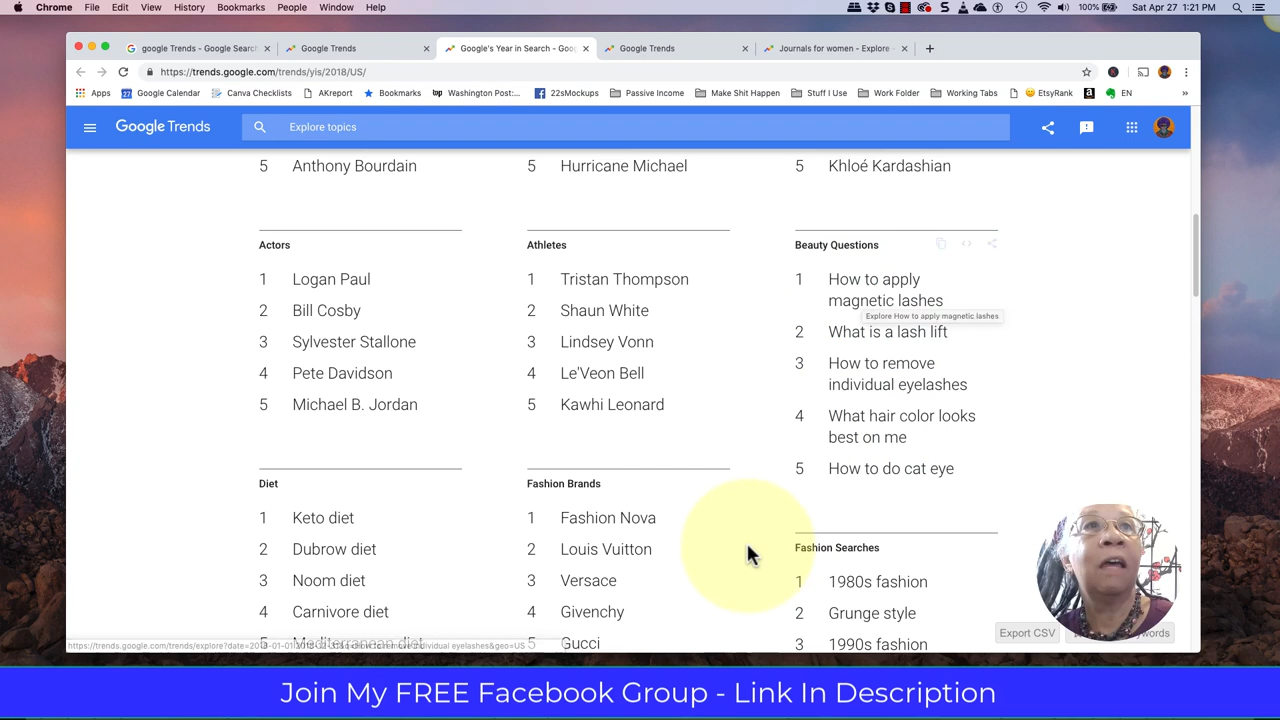 Chrome File Edit View History Bookmarks People Window Help 100% Sat Apr 27 1:21 PM
google Trends - Google Search Google Trends Google's Year in Search - Goog Google Trends Journals for women - Explore -
https://trends.google.com/trends/yis/2018/US/
Apps Google Calendar Canva Checklists AKreport Bookmarks wp Washington Post:... 22sMockups Passive Income Make Shit Happen Stuff I Use Work Folder Working Tabs EtsyRank EN »
Google Trends Explore topics
5 Anthony Bourdain
5 Hurricane Michael
5 Khloé Kardashian
Actors
1 Logan Paul
2 Bill Cosby
3 Sylvester Stallone
4 Pete Davidson
5 Michael B. Jordan
Athletes
1 Tristan Thompson
2 Shaun White
3 Lindsey Vonn
4 Le'Veon Bell
5 Kawhi Leonard
Beauty Questions
1 How to apply
magnetic lashes
Explore How to apply magnetic lashes
2 What is a lash lift
3 How to remove
individual eyelashes
4 What hair color looks
best on me
5 How to do cat eye
Diet
1 Keto diet
2 Dubrow diet
3 Noom diet
4 Carnivore diet
5 Mediterranean diet
Fashion Brands
1 Fashion Nova
2 Louis Vuitton
3 Versace
4 Givenchy
5 Gucci
Fashion Searches
1 1980s fashion
2 Grunge style
3 1990s fashion
Export CSV
Join My FREE Facebook Group - Link In Description